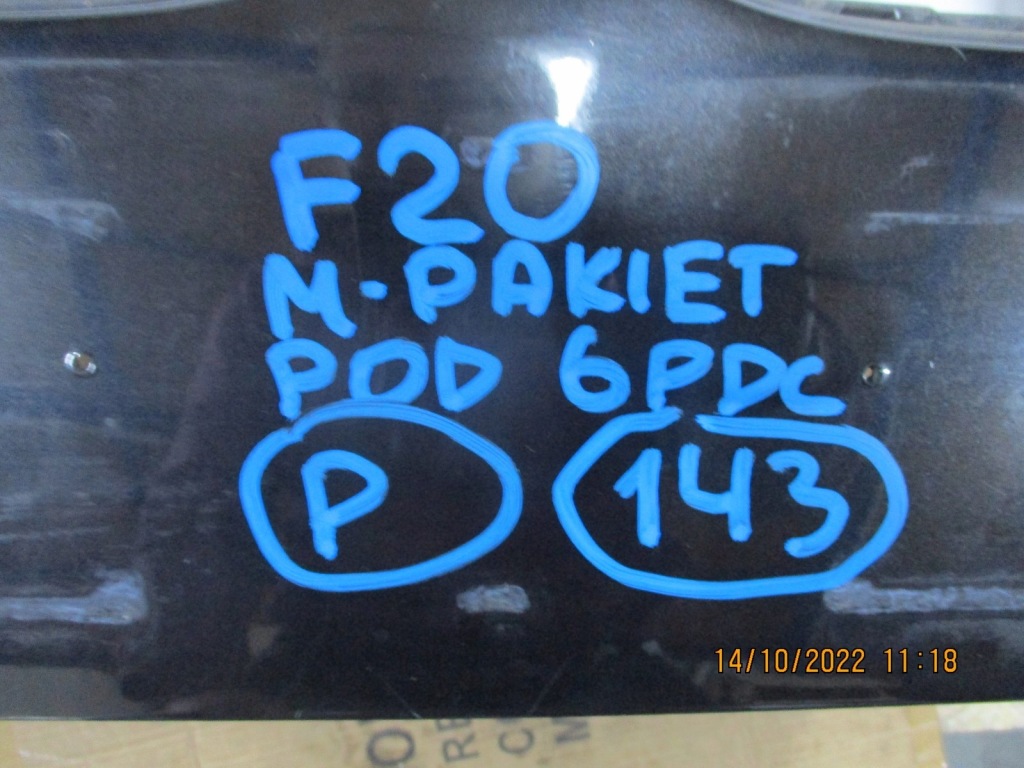 F20
M-PAKIET
POD 6PDC
P 143
14/10/2022 11:18